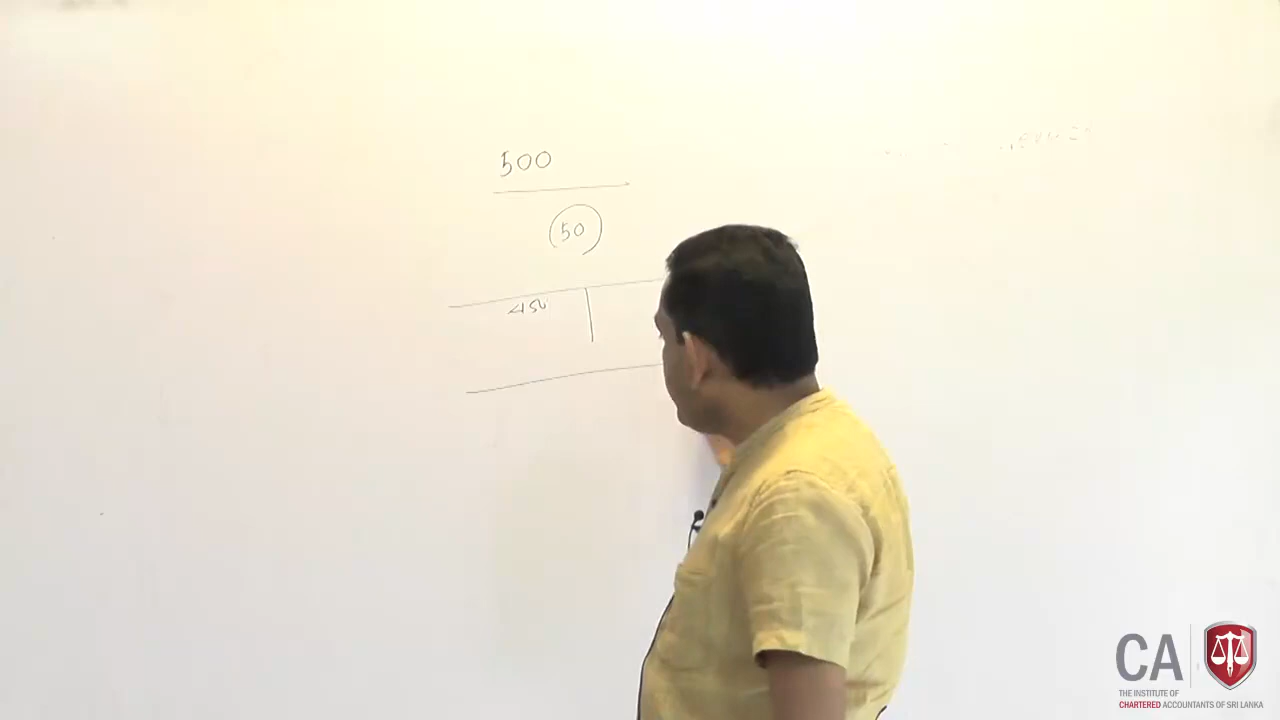 500
50
450
CA
THE INSTITUTE OF
CHARTERED ACCOUNTANTS OF SRI LANKA